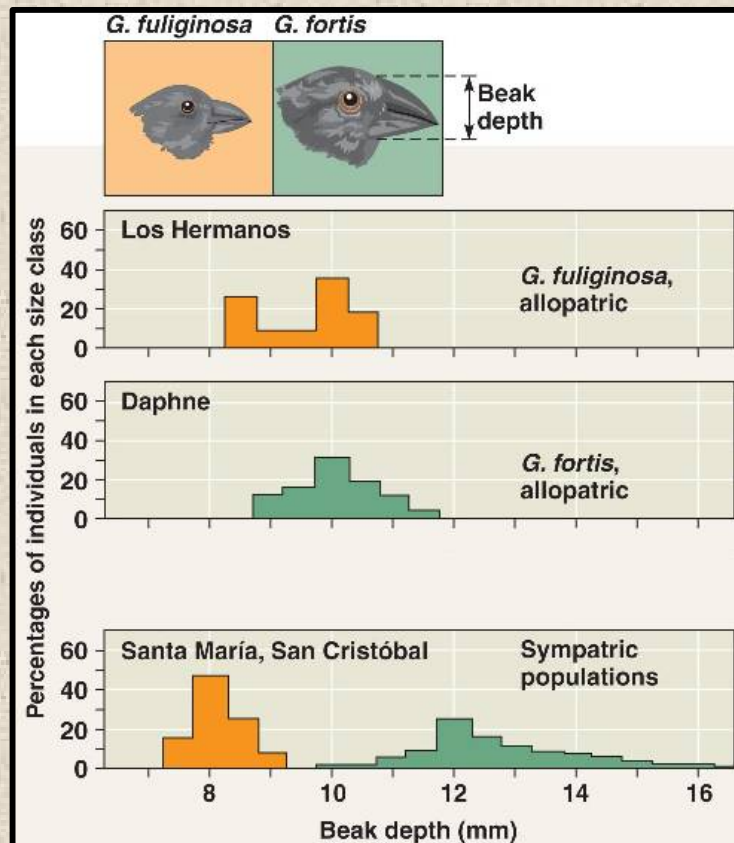 G. fuliginosa G. fortis
Beak
depth
Percentages of individuals in each size class
60
40
20
0
Los Hermanos
G. fuliginosa,
allopatric
60
40
20
0
Daphne
G. fortis,
allopatric
60
40
20
0
Santa María, San Cristóbal
Sympatric
populations
8 10 12 14 16
Beak depth (mm)